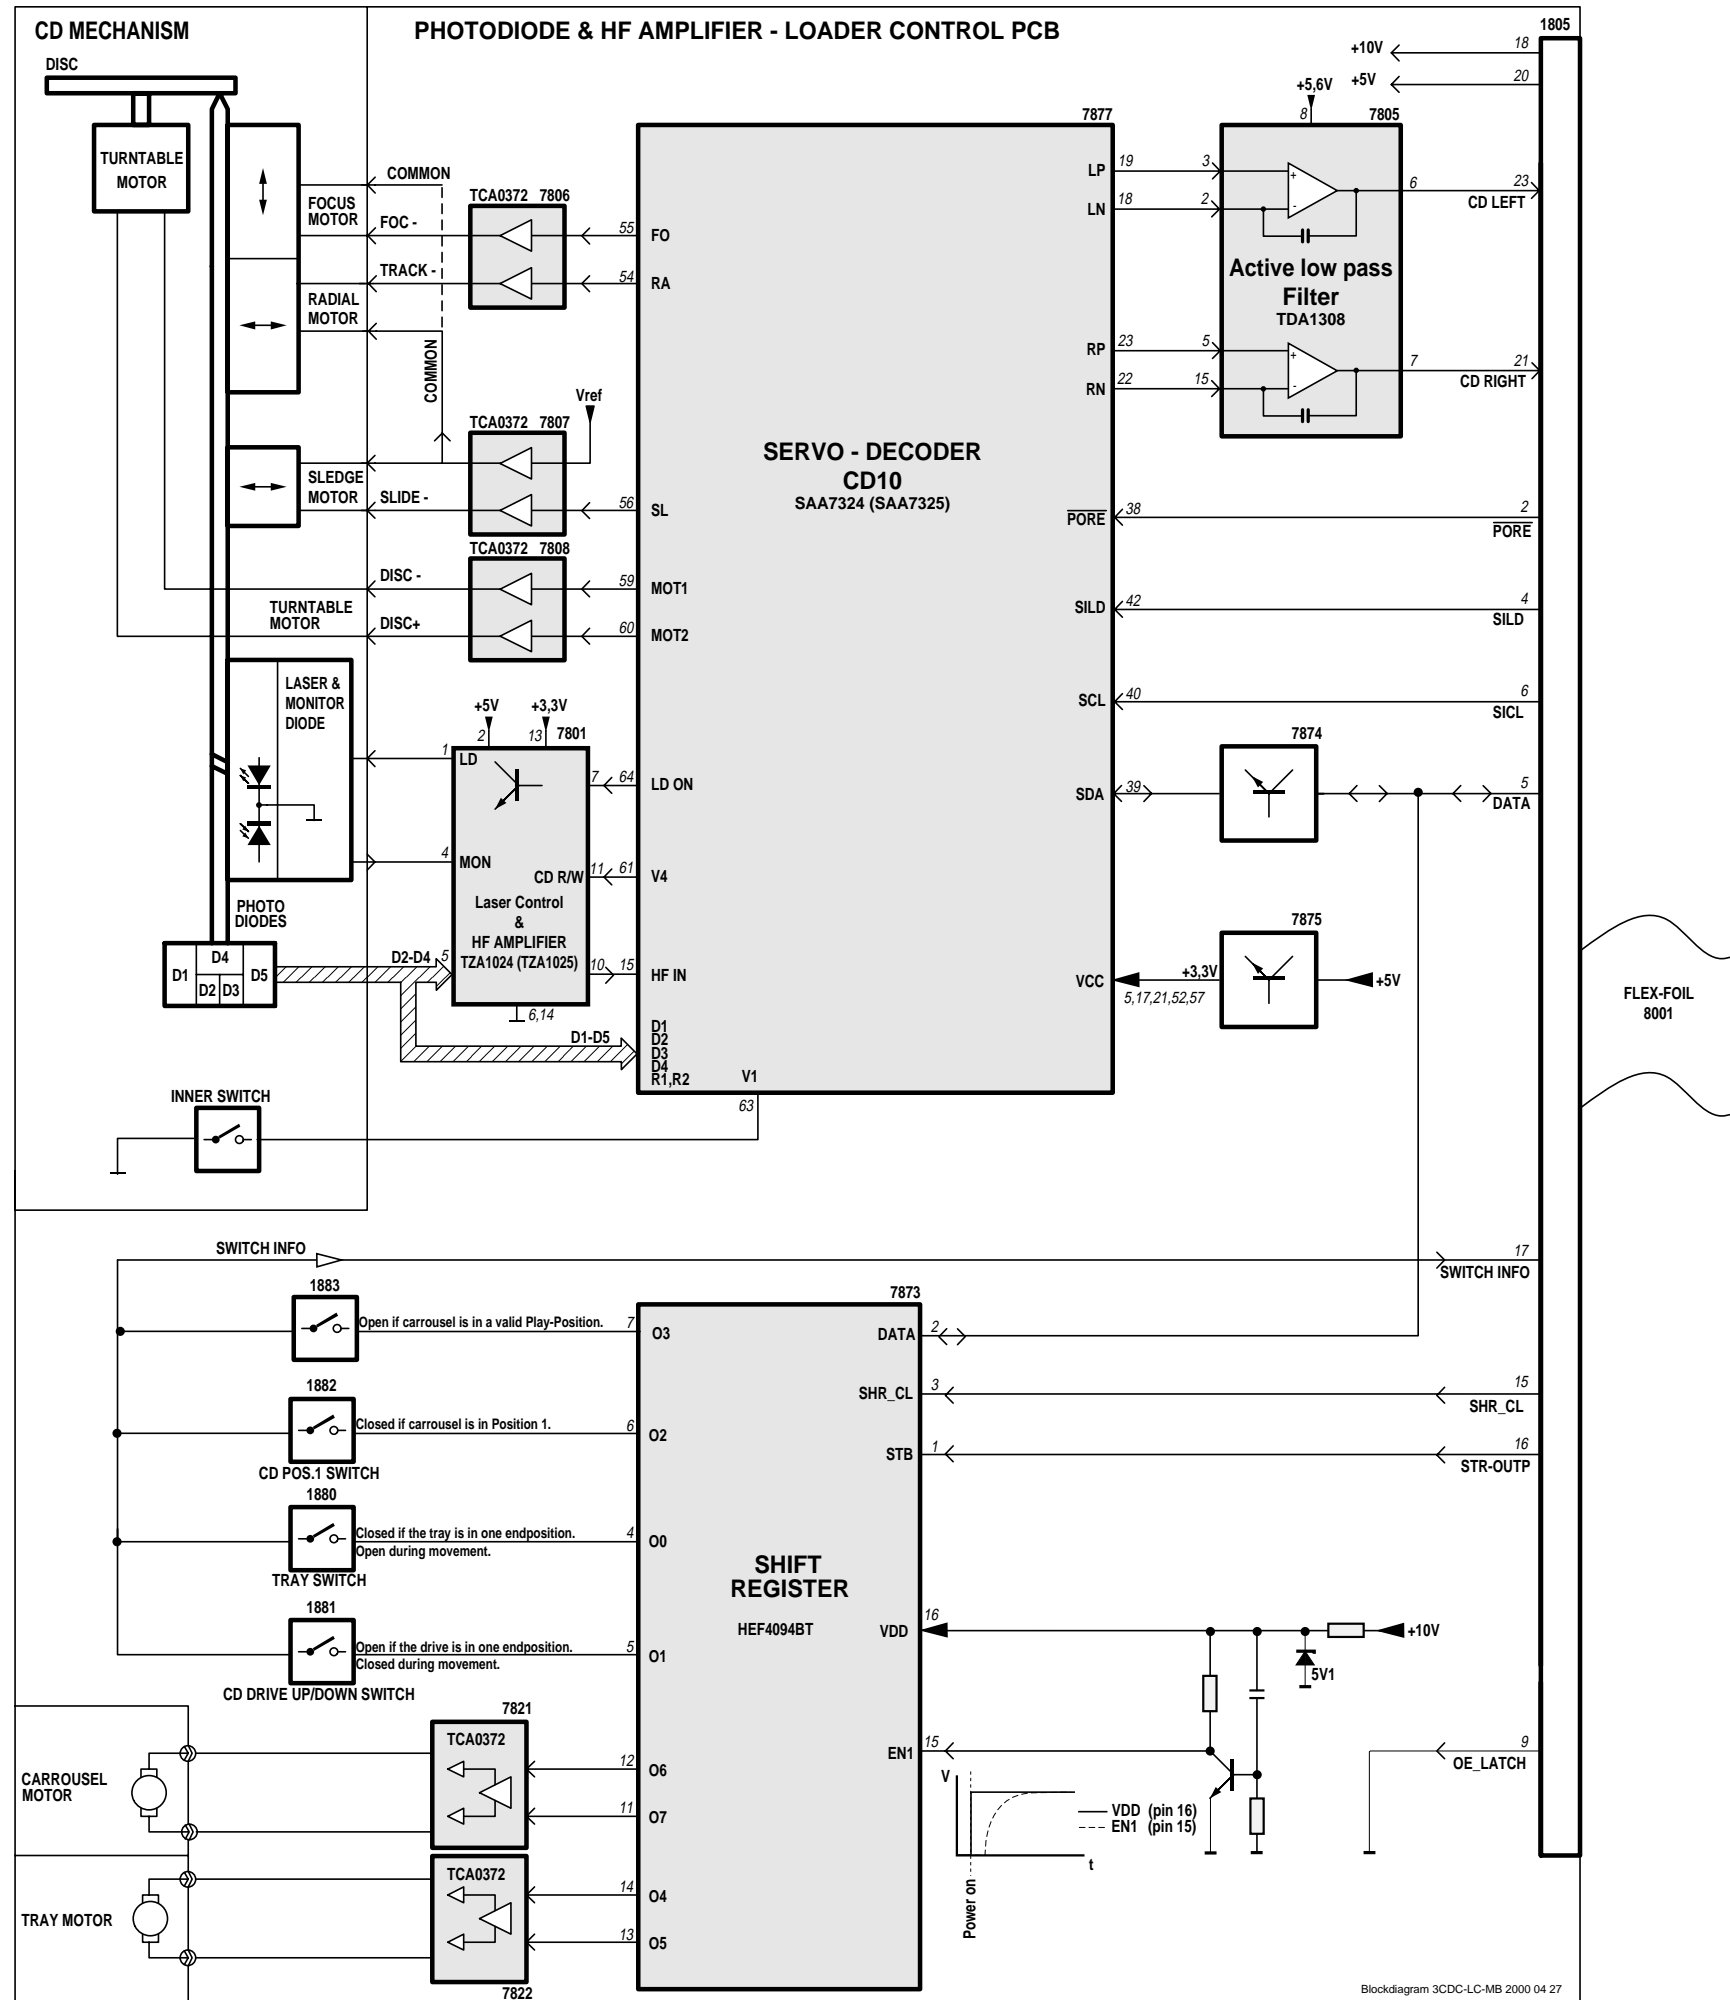 CD MECHANISM
PHOTODIODE & HF AMPLIFIER - LOADER CONTROL PCB
1805
DISC
+10V
18
+5V
20
+5,6V
8
7805
7877
TURNTABLE
MOTOR
COMMON
FOCUS
MOTOR
FOC -
TRACK -
RADIAL
MOTOR
COMMON
TCA0372 7806
55
FO
54
RA
LP
19
3
LN
18
2
6
23
CD LEFT
Active low pass
Filter
TDA1308
RP
23
5
RN
22
15
7
21
CD RIGHT
Vref
TCA0372 7807
SLEDGE
MOTOR
SLIDE -
56
SL
SERVO - DECODER
CD10
SAA7324 (SAA7325)
PORE
38
2
PORE
TCA0372 7808
DISC -
59
MOT1
TURNTABLE
MOTOR
DISC+
60
MOT2
SILD
42
4
SILD
LASER &
MONITOR
DIODE
+5V
+3,3V
2
13
7801
1
LD
7
64
LD ON
SCL
40
6
SICL
7874
SDA
39
5
DATA
4
MON
CD R/W
11
61
V4
Laser Control
&
HF AMPLIFIER
TZA1024 (TZA1025)
PHOTO
DIODES
D1
D4
D5
D2
D3
D2-D4
5
10
15
HF IN
6,14
D1-D5
D1
D2
D3
D4
R1,R2
V1
63
7875
VCC
+3,3V
5,17,21,52,57
+5V
FLEX-FOIL
8001
INNER SWITCH
SWITCH INFO
17
SWITCH INFO
1883
Open if carrousel is in a valid Play-Position.
7
O3
7873
DATA
2
1882
Closed if carrousel is in Position 1.
6
O2
CD POS.1 SWITCH
SHR_CL
3
15
SHR_CL
STB
1
16
STR-OUTP
1880
Closed if the tray is in one endposition.
Open during movement.
4
O0
TRAY SWITCH
SHIFT
REGISTER
HEF4094BT
1881
Open if the drive is in one endposition.
Closed during movement.
5
O1
CD DRIVE UP/DOWN SWITCH
VDD
16
+10V
5V1
7821
TCA0372
CARROUSEL
MOTOR
12
O6
11
O7
EN1
15
9
OE_LATCH
V
VDD (pin 16)
EN1 (pin 15)
t
Power on
TCA0372
TRAY MOTOR
14
O4
13
O5
7822
Blockdiagram 3CDC-LC-MB 2000 04 27